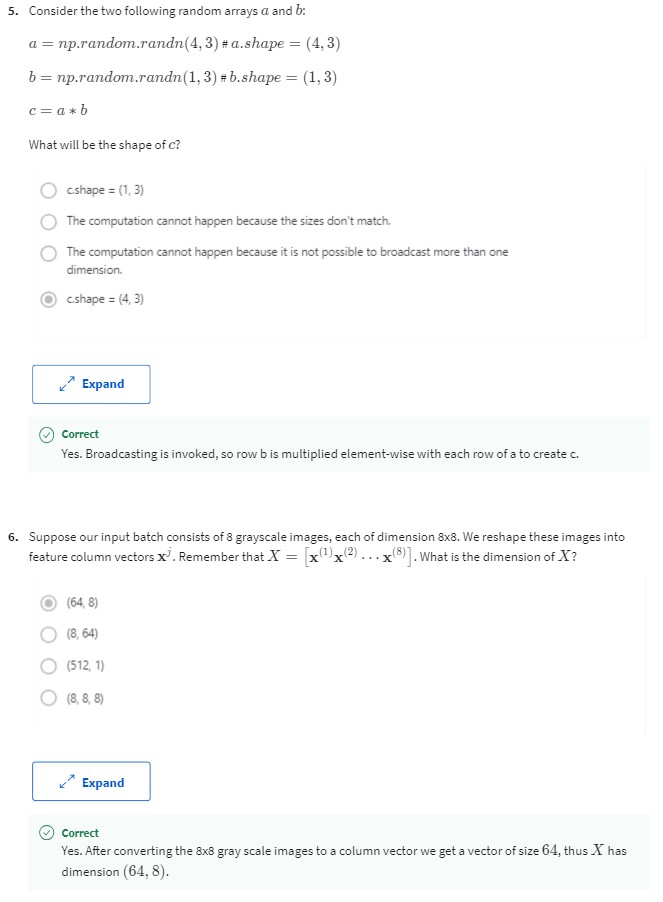 5. Consider the two following random arrays a and b:
a = np.random.randn(4, 3) # a.shape = (4, 3)
b = np.random.randn(1, 3) # b.shape = (1, 3)
c = a * b
What will be the shape of c?
c.shape = (1, 3)
The computation cannot happen because the sizes don't match.
The computation cannot happen because it is not possible to broadcast more than one
dimension.
c.shape = (4, 3)
Expand
Correct
Yes. Broadcasting is invoked, so row b is multiplied element-wise with each row of a to create c.
6. Suppose our input batch consists of 8 grayscale images, each of dimension 8x8. We reshape these images into
feature column vectors x^j. Remember that X = [x^(1) x^(2) ... x^(8)]. What is the dimension of X?
(64, 8)
(8, 64)
(512, 1)
(8, 8, 8)
Expand
Correct
Yes. After converting the 8x8 gray scale images to a column vector we get a vector of size 64, thus X has
dimension (64, 8).